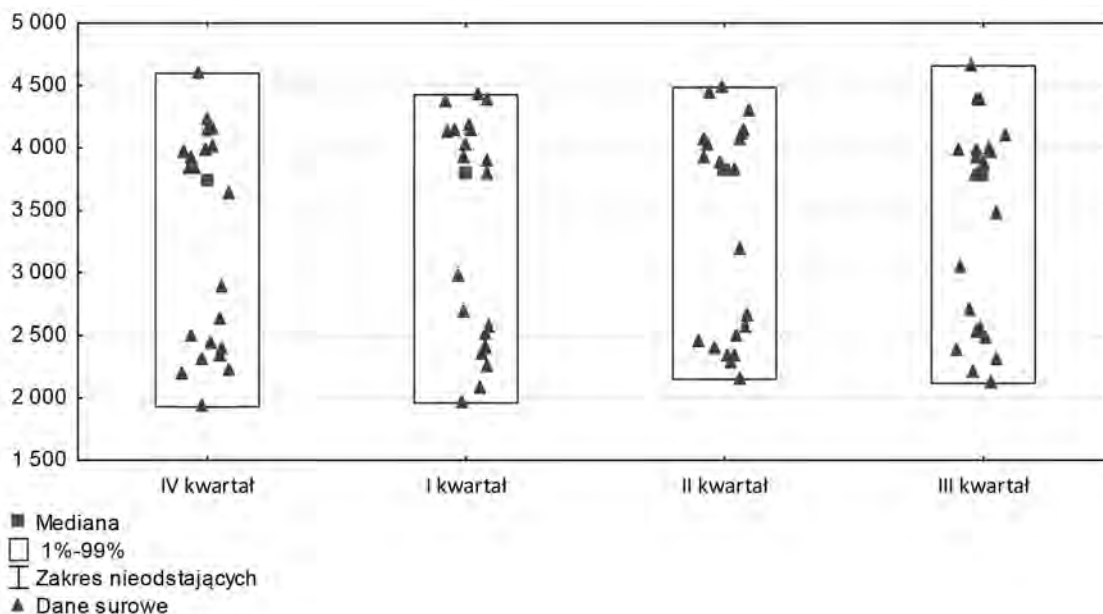 5 000
4 500
4 000
3 500
3 000
2 500
2 000
1 500
IV kwartał
I kwartał
II kwartał
III kwartał
Mediana
1%-99%
Zakres nieodstających
Dane surowe